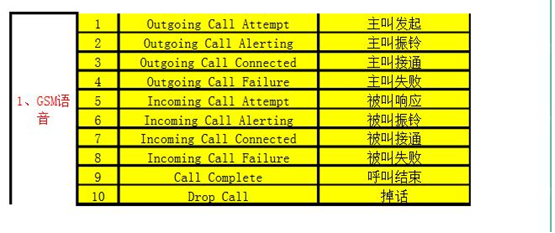 1、GSM语音
1 Outgoing Call Attempt 主叫发起
2 Outgoing Call Alerting 主叫振铃
3 Outgoing Call Connected 主叫接通
4 Outgoing Call Failure 主叫失败
5 Incoming Call Attempt 被叫响应
6 Incoming Call Alerting 被叫振铃
7 Incoming Call Connected 被叫接通
8 Incoming Call Failure 被叫失败
9 Call Complete 呼叫结束
10 Drop Call 掉话